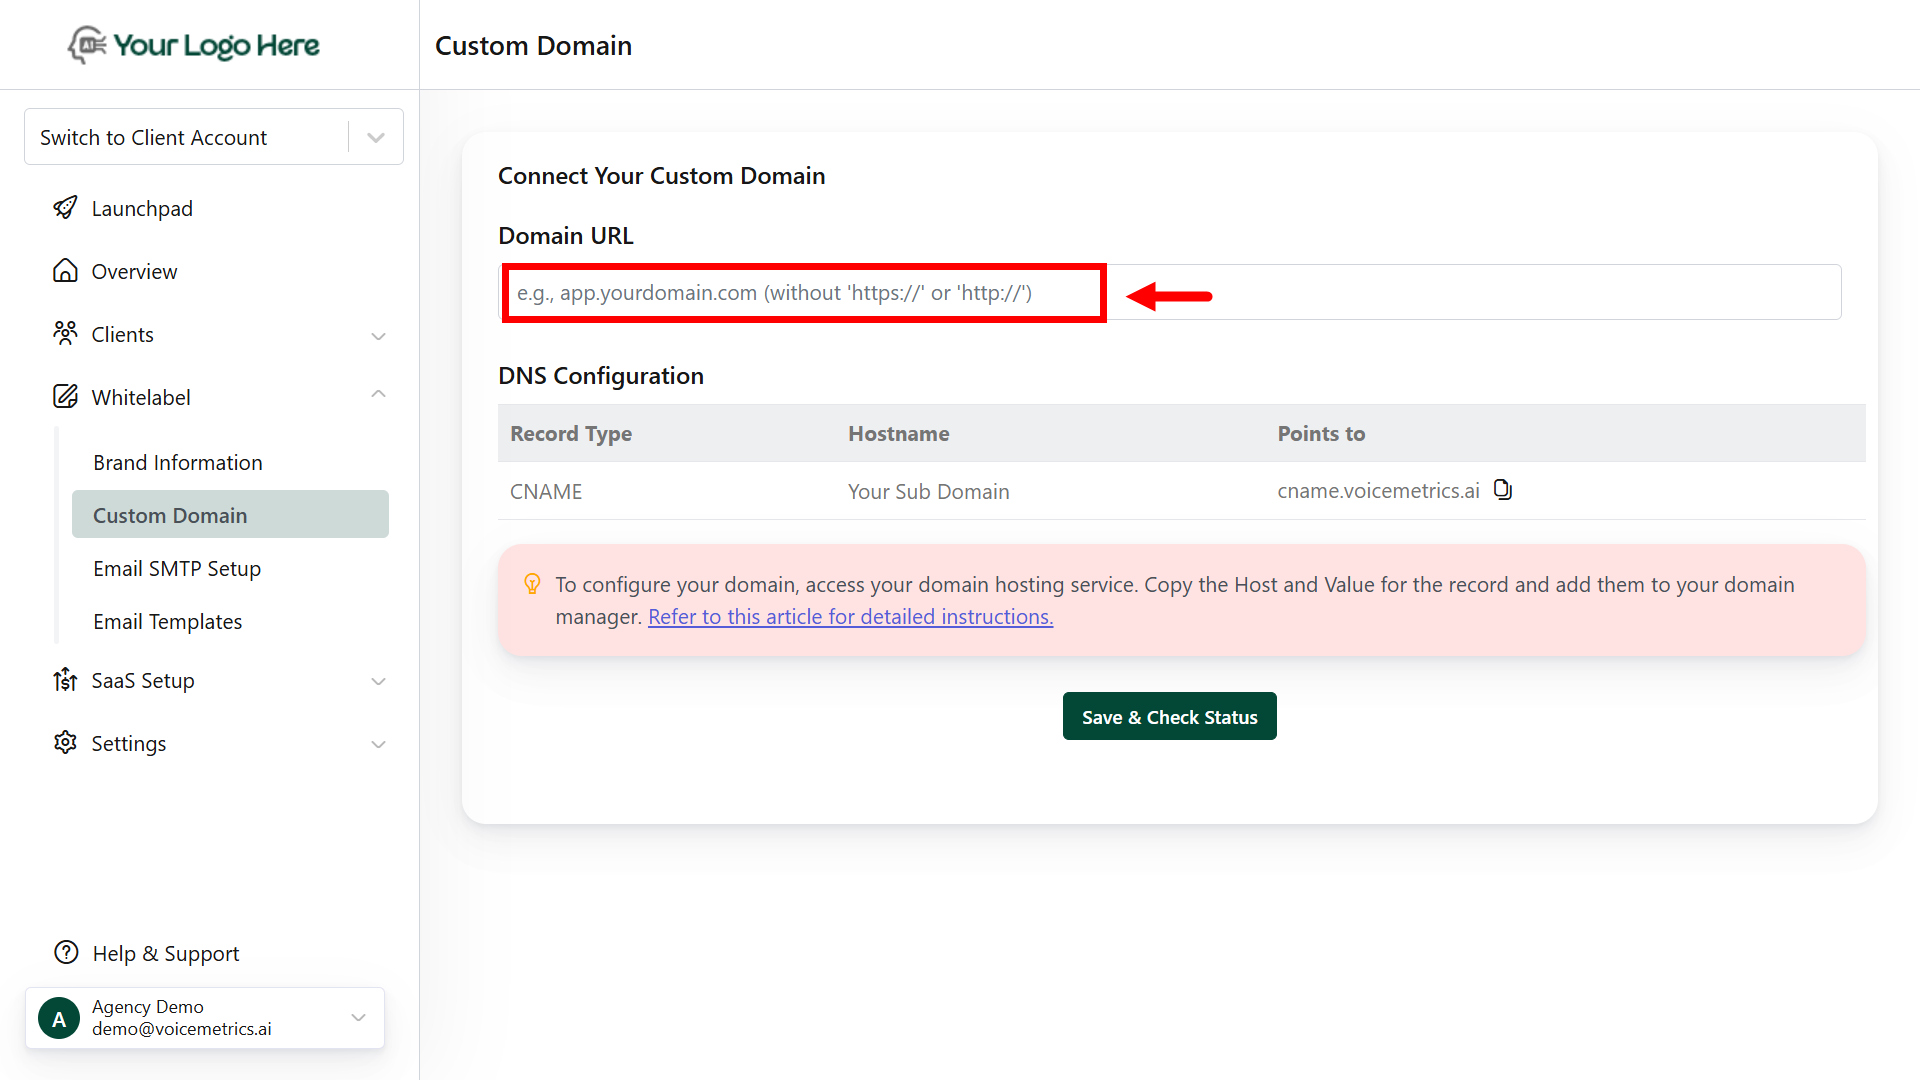 AI Your Logo Here
Custom Domain
Switch to Client Account
Launchpad
Overview
Clients
Whitelabel
Brand Information
Custom Domain
Email SMTP Setup
Email Templates
SaaS Setup
Settings
Help & Support
A
Agency Demo
demo@voicemetrics.ai
Connect Your Custom Domain
Domain URL
e.g., app.yourdomain.com (without 'https://' or 'http://')
DNS Configuration
Record Type Hostname Points to
CNAME Your Sub Domain cname.voicemetrics.ai
To configure your domain, access your domain hosting service. Copy the Host and Value for the record and add them to your domain
manager. Refer to this article for detailed instructions.
Save & Check Status